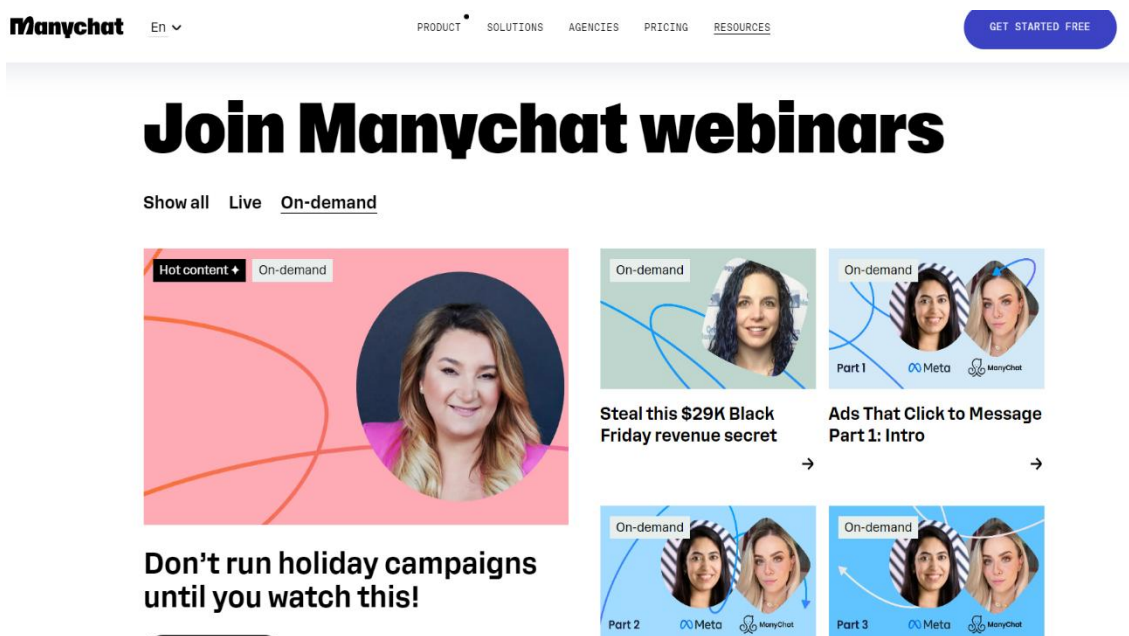 Manychat En
PRODUCT SOLUTIONS AGENCIES PRICING RESOURCES
GET STARTED FREE
Join Manychat webinars
Show all Live On-demand
Hot content On-demand
Don’t run holiday campaigns
until you watch this!
On-demand
Steal this $29K Black
Friday revenue secret
On-demand
Part 1 Meta ManyChat
Ads That Click to Message
Part 1: Intro
On-demand
Part 2 Meta ManyChat
On-demand
Part 3 Meta ManyChat